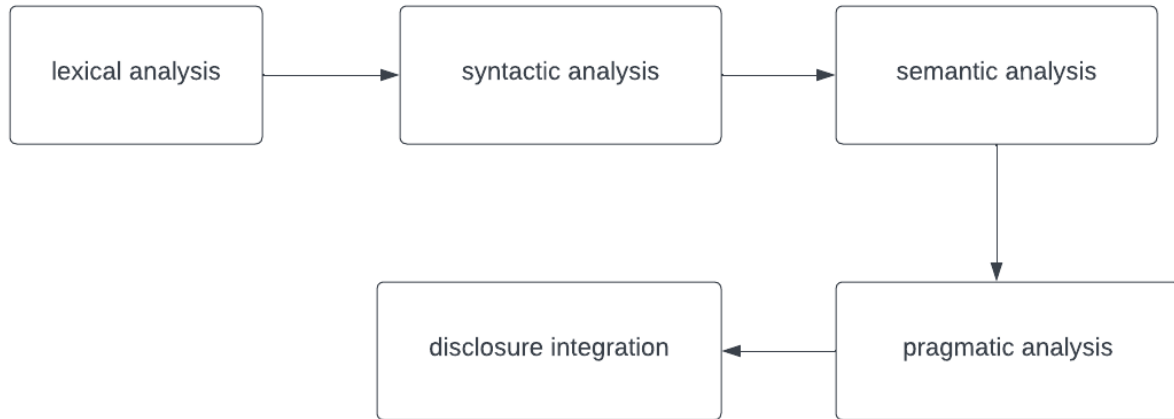 lexical analysis
syntactic analysis
semantic analysis
pragmatic analysis
disclosure integration